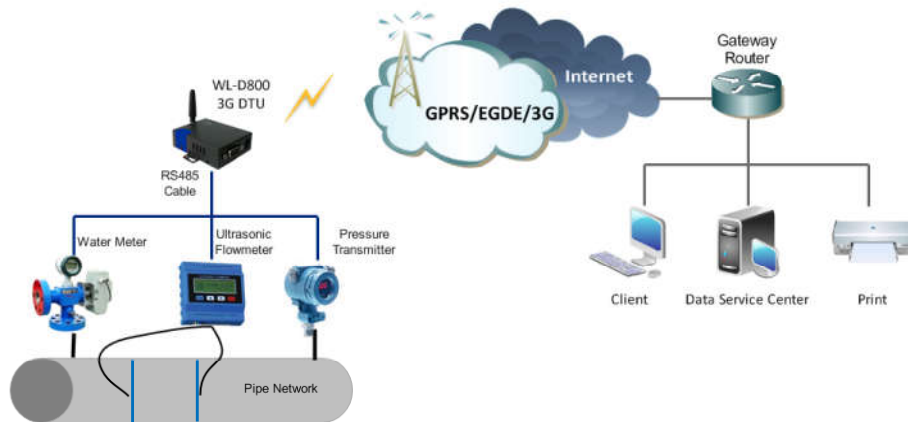 WL-D800
3G DTU
RS485
Cable
Water Meter
Ultrasonic
Flowmeter
Pressure
Transmitter
Pipe Network
GPRS/EGDE/3G
Internet
Gateway
Router
Client
Data Service Center
Print